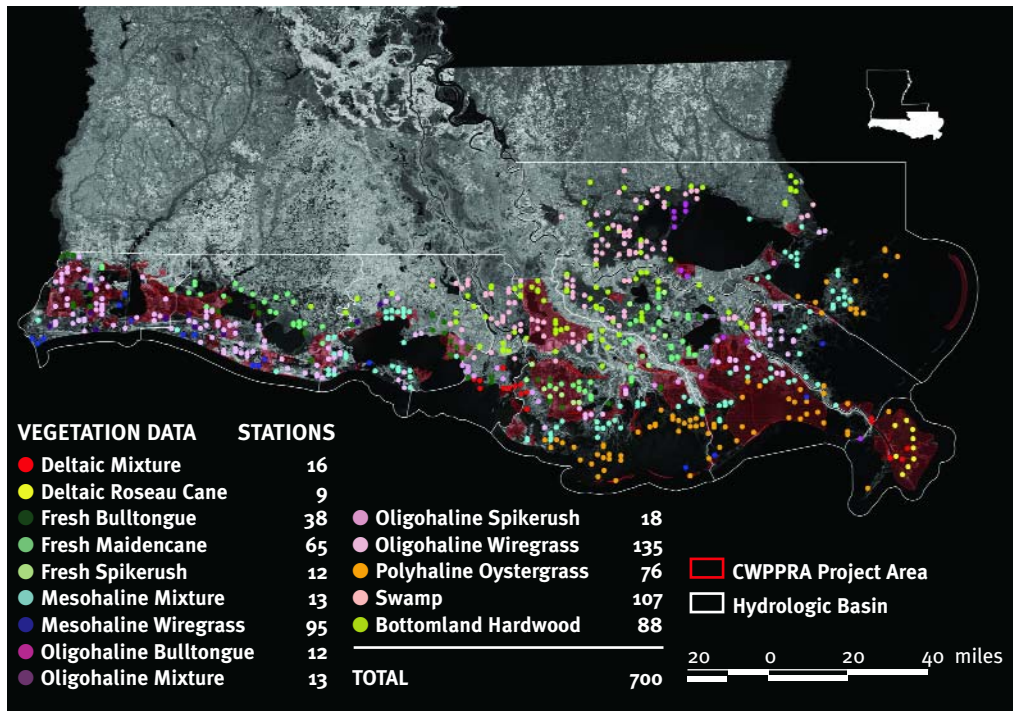 VEGETATION DATA STATIONS
Deltaic Mixture 16
Deltaic Roseau Cane 9
Fresh Bulltongue 38
Fresh Maidencane 65
Fresh Spikerush 12
Mesohaline Mixture 13
Mesohaline Wiregrass 95
Oligohaline Bulltongue 12
Oligohaline Mixture 13
Oligohaline Spikerush 18
Oligohaline Wiregrass 135
Polyhaline Oystergrass 76
Swamp 107
Bottomland Hardwood 88
TOTAL 700
CWPPRA Project Area
Hydrologic Basin
20 0 20 40 miles